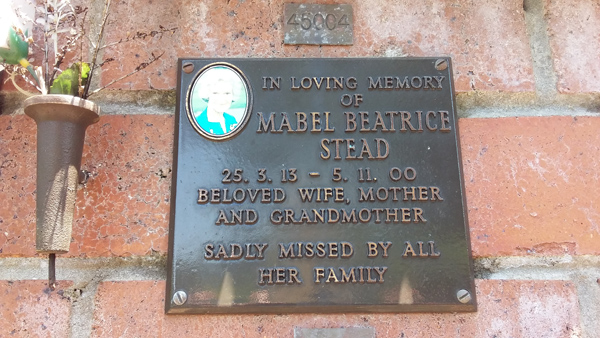 45004
IN LOVING MEMORY
OF
MABEL BEATRICE
STEAD
25. 3. 13 - 5. 11. 00
BELOVED WIFE, MOTHER
AND GRANDMOTHER
SADLY MISSED BY ALL
HER FAMILY